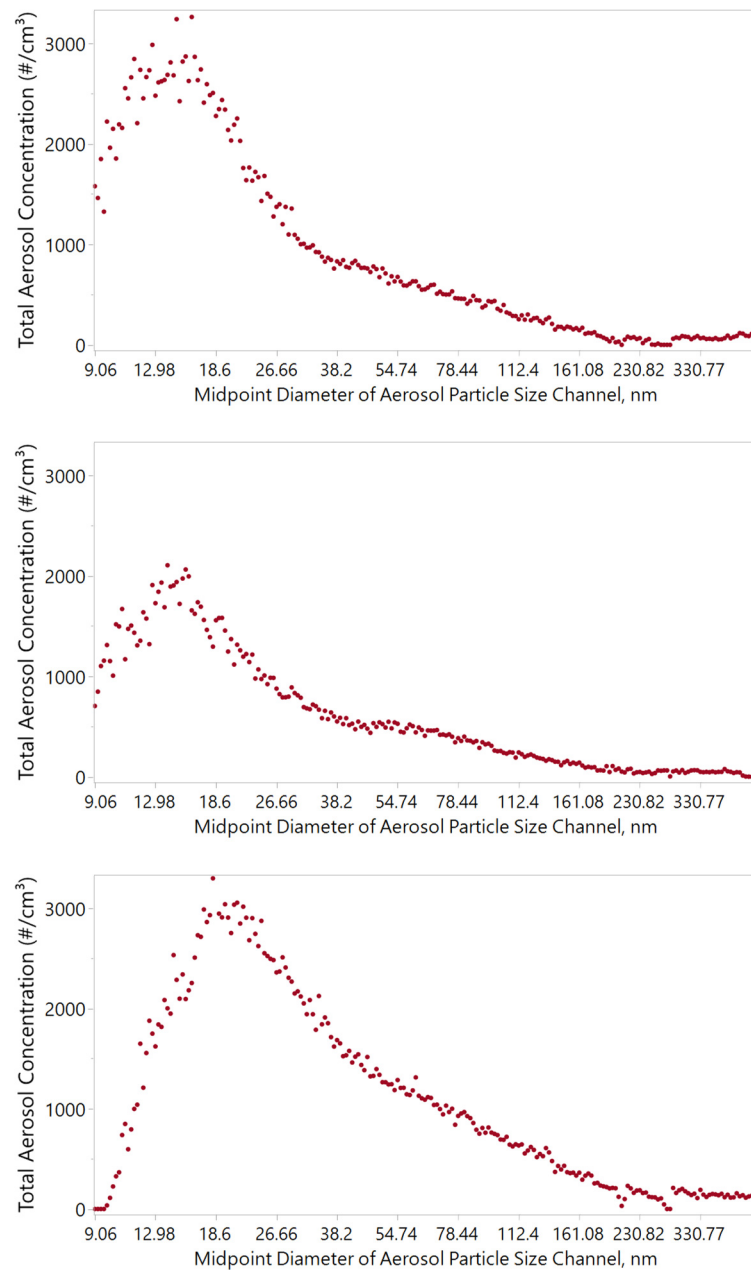 Total Aerosol Concentration (#/cm³)
3000
2000
1000
0
9.06 12.98 18.6 26.66 38.2 54.74 78.44 112.4 161.08 230.82 330.77
Midpoint Diameter of Aerosol Particle Size Channel, nm
Total Aerosol Concentration (#/cm³)
3000
2000
1000
0
9.06 12.98 18.6 26.66 38.2 54.74 78.44 112.4 161.08 230.82 330.77
Midpoint Diameter of Aerosol Particle Size Channel, nm
Total Aerosol Concentration (#/cm³)
3000
2000
1000
0
9.06 12.98 18.6 26.66 38.2 54.74 78.44 112.4 161.08 230.82 330.77
Midpoint Diameter of Aerosol Particle Size Channel, nm